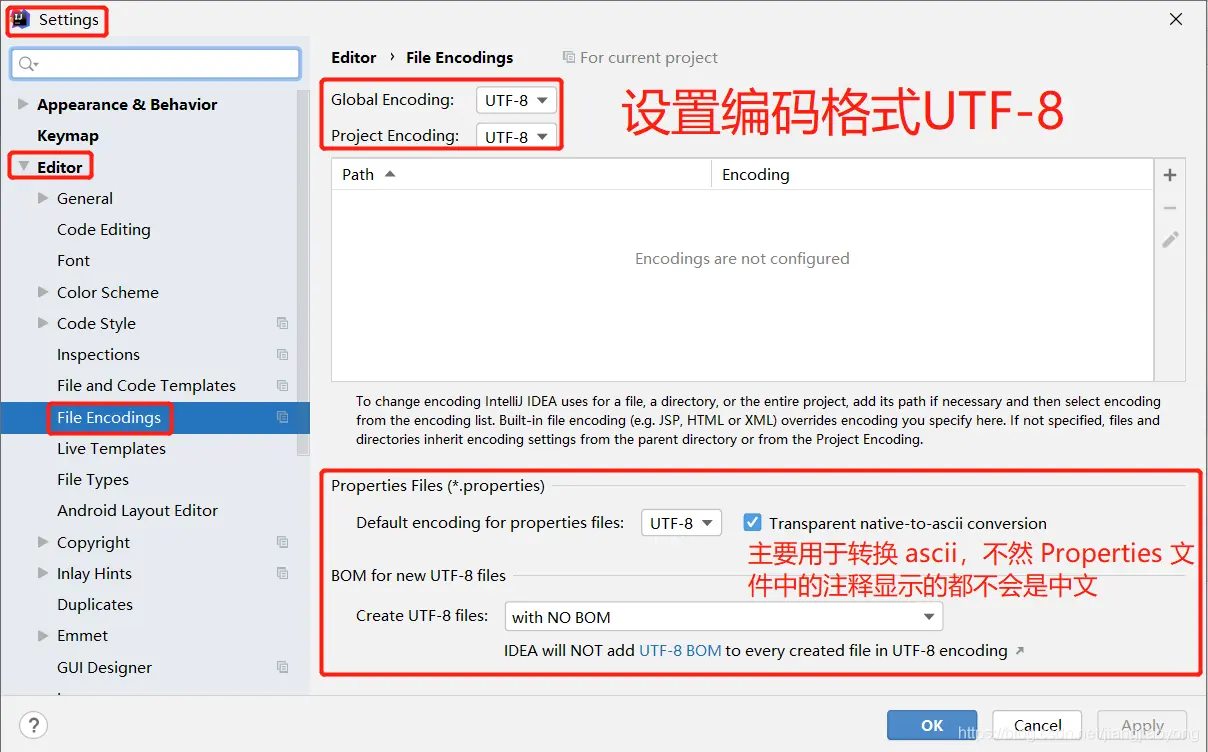 Settings
Appearance & Behavior
Keymap
Editor
General
Code Editing
Font
Color Scheme
Code Style
Inspections
File and Code Templates
File Encodings
Live Templates
File Types
Android Layout Editor
Copyright
Inlay Hints
Duplicates
Emmet
GUI Designer
Editor › File Encodings
For current project
Global Encoding: UTF-8
Project Encoding: UTF-8
设置编码格式UTF-8
Path Encoding
Encodings are not configured
To change encoding IntelliJ IDEA uses for a file, a directory, or the entire project, add its path if necessary and then select encoding
from the encoding list. Built-in file encoding (e.g. JSP, HTML or XML) overrides encoding you specify here. If not specified, files and
directories inherit encoding settings from the parent directory or from the Project Encoding.
Properties Files (*.properties)
Default encoding for properties files: UTF-8 Transparent native-to-ascii conversion
主要用于转换 ascii，不然 Properties 文
件中的注释显示的都不会是中文
BOM for new UTF-8 files
Create UTF-8 files: with NO BOM
IDEA will NOT add UTF-8 BOM to every created file in UTF-8 encoding ↗
? OK Cancel Apply